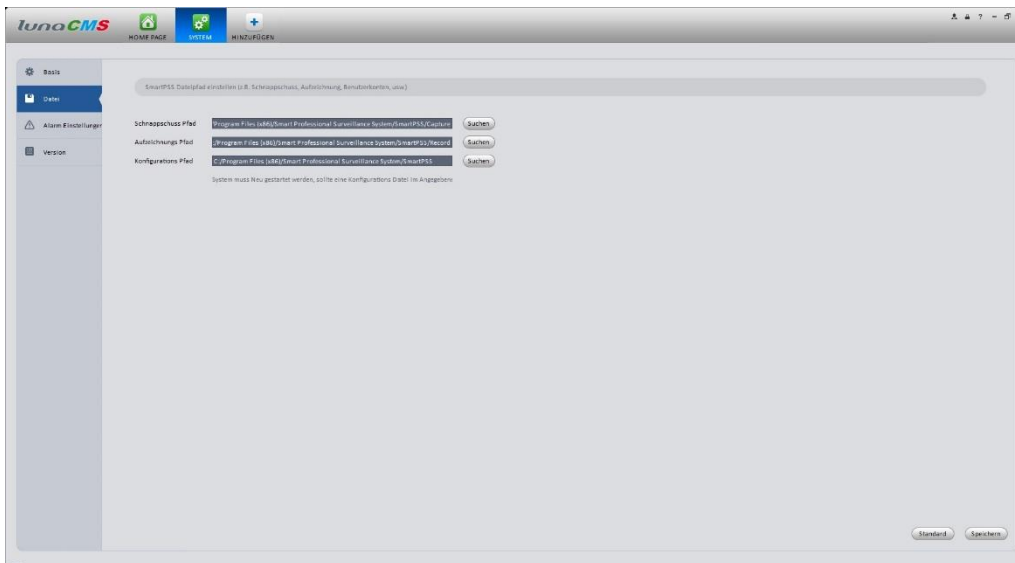 lunaCMS
HOME PAGE
SYSTEM
HINZUFÜGEN
?
Basis
Datei
Alarm Einstellungen
Version
SmartPSS Dateipfad einstellen (z.B. Schnappschuss, Aufzeichnung, Benutzerkonten, usw.)
Schnappschuss Pfad
Program Files (x86)/Smart Professional Surveillance System/SmartPSS/Capture
Suchen
Aufzeichnungs Pfad
:/Program Files (x86)/Smart Professional Surveillance System/SmartPSS/Record
Suchen
Konfigurations Pfad
C:/Program Files (x86)/Smart Professional Surveillance System/SmartPSS
Suchen
System muss Neu gestartet werden, sollte eine Konfigurations Datei im Angegeben
Standard
Speichern